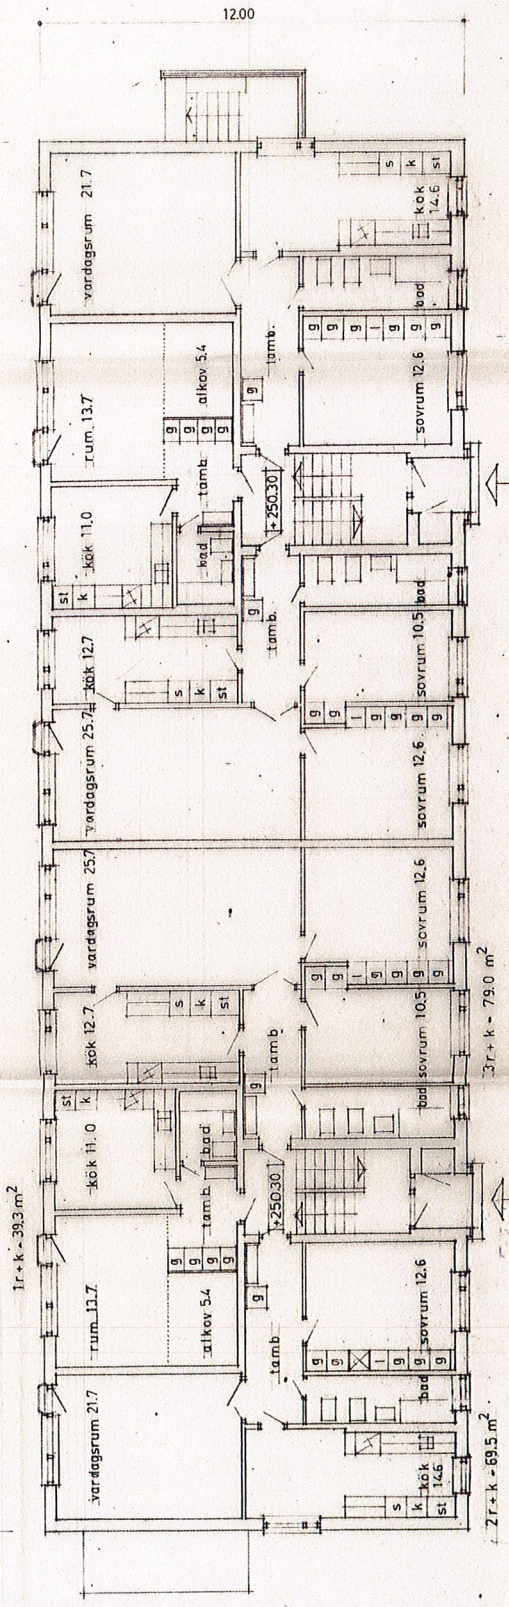 12.00
vardagsrum 21.7
s k st
kök
14.6
bad
rum 13.7
alkov 5.4
g g g g
tamb.
g
g g g l g g g
sovrum 12.6
tamb
+250.30
kök 11.0
st k
bad
g
tamb.
bad
kök 12.7
s k st
sovrum 10.5
g g l g g g g
vardagsrum 25.7
sovrum 12.6
vardagsrum 25.7
sovrum 12.6
g g l g g g g
s k st
kök 12.7
sovrum 10.5
3r + k - 79.0 m²
tamb
g
bad
st k
kök 11.0
bad
tamb
+250.30
1r + k - 39.3 m²
g g g g
rum 13.7
alkov 5.4
g
tamb
sovrum 12.6
g g l g g g
bad
vardagsrum 21.7
kök
14.6
s k st
2r + k - 69.5 m²